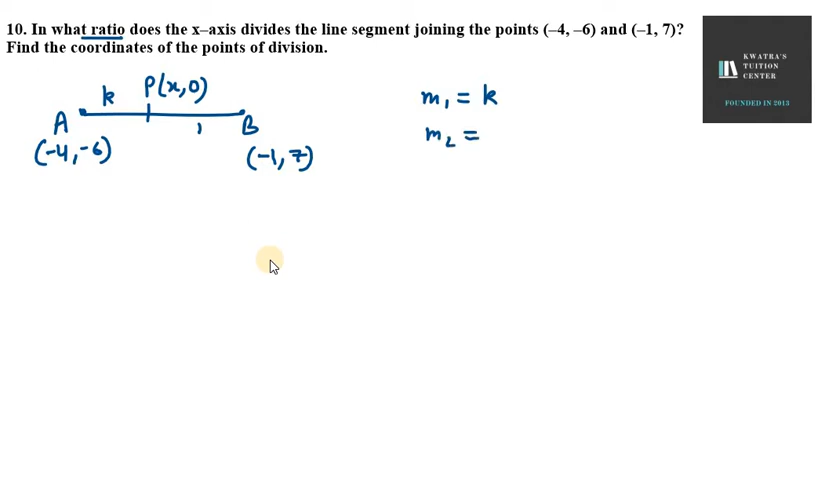 10. In what ratio does the x–axis divides the line segment joining the points (–4, –6) and (–1, 7)?
Find the coordinates of the points of division.
KWATRA'S
TUITION
CENTER
FOUNDED IN 2013
k P(x,0)
A 1 B
(-4,-6) (-1,7)
m₁ = k
m₂ =